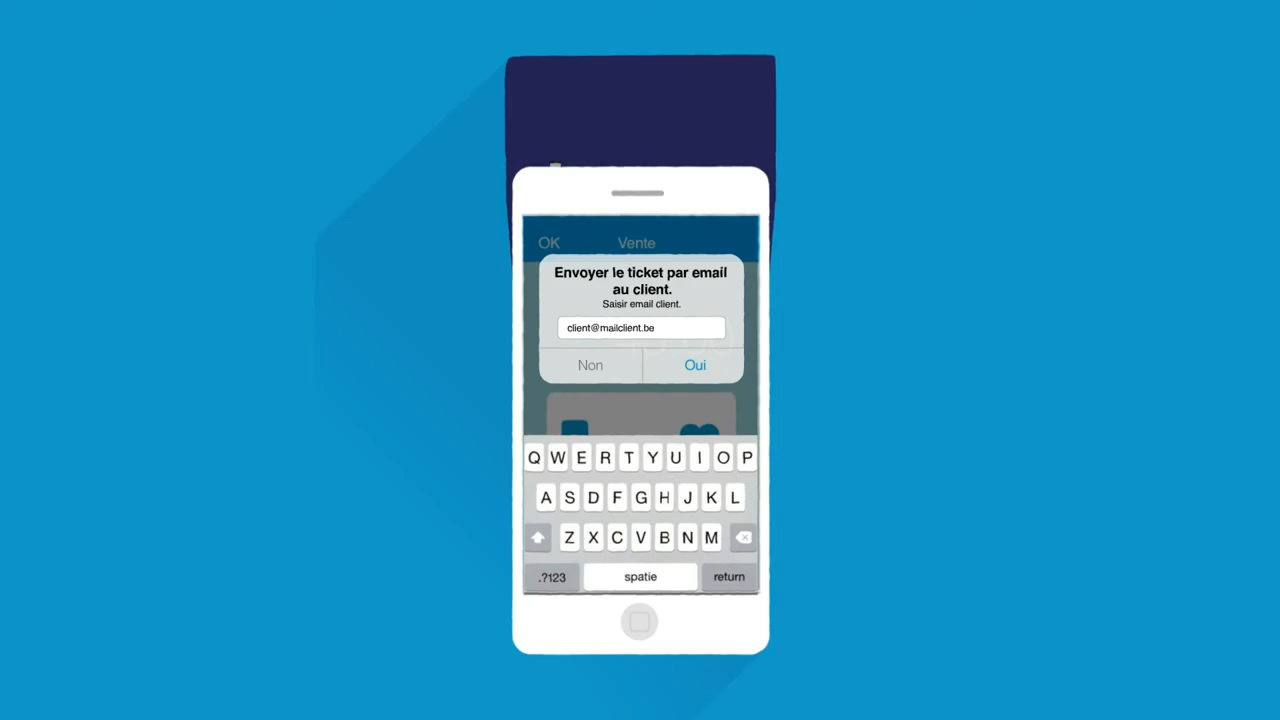 OK Vente
Envoyer le ticket par email
au client.
Saisir email client.
client@mailclient.be
Non Oui
Q W E R T Y U I O P
A S D F G H J K L
Z X C V B N M
.?123 spatie return